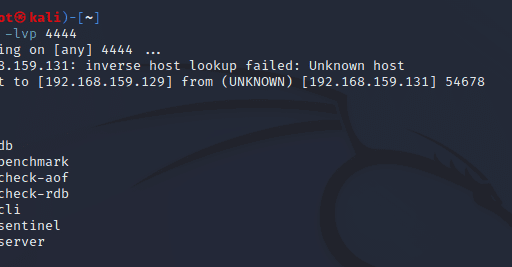 ot㉿kali)-[~]
-lvp 4444
ing on [any] 4444 ...
8.159.131: inverse host lookup failed: Unknown host
t to [192.168.159.129] from (UNKNOWN) [192.168.159.131] 54678
db
benchmark
check-aof
check-rdb
cli
sentinel
server